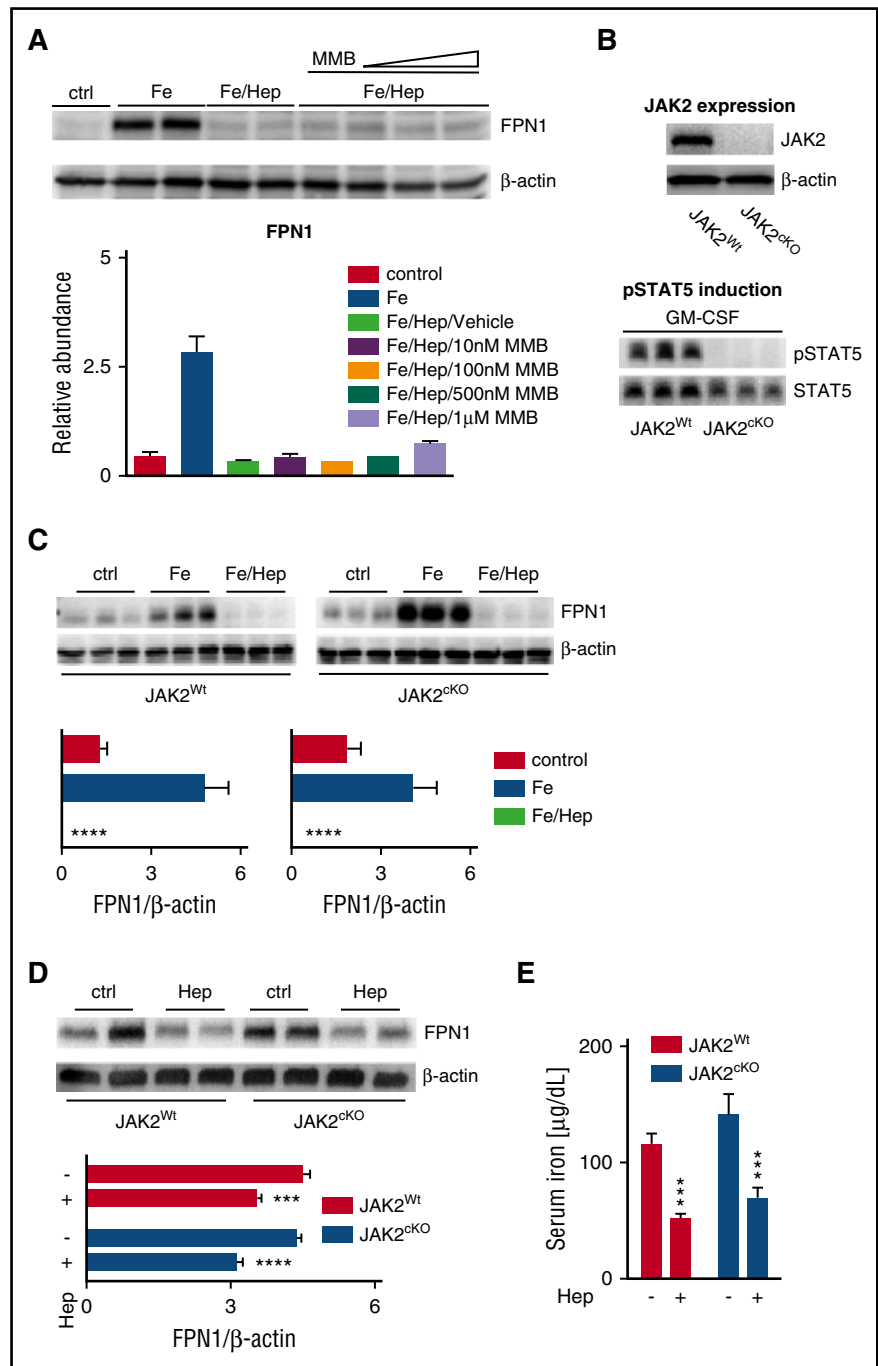 A
MMB
ctrl Fe Fe/Hep Fe/Hep
FPN1
β-actin
FPN1
Relative abundance
5
2.5
0
control
Fe
Fe/Hep/Vehicle
Fe/Hep/10nM MMB
Fe/Hep/100nM MMB
Fe/Hep/500nM MMB
Fe/Hep/1μM MMB
B
JAK2 expression
JAK2
β-actin
JAK2Wt JAK2cKO
pSTAT5 induction
GM-CSF
pSTAT5
STAT5
JAK2Wt JAK2cKO
C
ctrl Fe Fe/Hep ctrl Fe Fe/Hep
FPN1
β-actin
JAK2Wt JAK2cKO
control
Fe
Fe/Hep
**** ****
0 3 6 0 3 6
FPN1/β-actin FPN1/β-actin
D
ctrl Hep ctrl Hep
FPN1
β-actin
JAK2Wt JAK2cKO
-
+ ***
-
+ ****
JAK2Wt
JAK2cKO
Hep
0 3 6
FPN1/β-actin
E
JAK2Wt
JAK2cKO
Serum iron [μg/dL]
200
100
0
*** ***
Hep - + - +